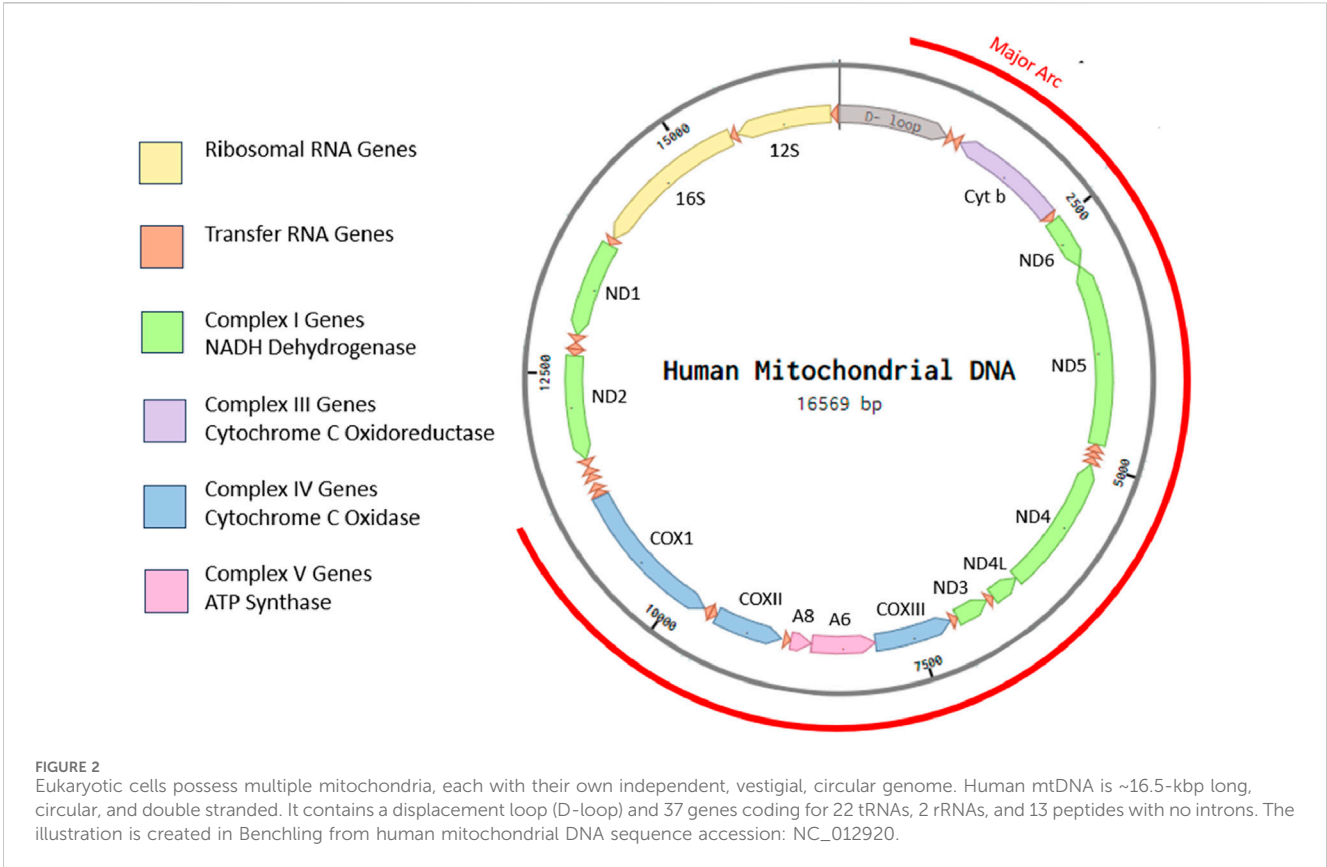 Major Arc
Ribosomal RNA Genes
Transfer RNA Genes
Complex I Genes
NADH Dehydrogenase
Complex III Genes
Cytochrome C Oxidoreductase
Complex IV Genes
Cytochrome C Oxidase
Complex V Genes
ATP Synthase
D- loop
Cyt b
2500
ND6
ND5
5000
ND4
ND4L
ND3
7500
COXIII
A6
A8
COXII
10000
COX1
ND2
12500
ND1
16S
15000
12S
Human Mitochondrial DNA
16569 bp
FIGURE 2
Eukaryotic cells possess multiple mitochondria, each with their own independent, vestigial, circular genome. Human mtDNA is ~16.5-kbp long,
circular, and double stranded. It contains a displacement loop (D-loop) and 37 genes coding for 22 tRNAs, 2 rRNAs, and 13 peptides with no introns. The
illustration is created in Benchling from human mitochondrial DNA sequence accession: NC_012920.